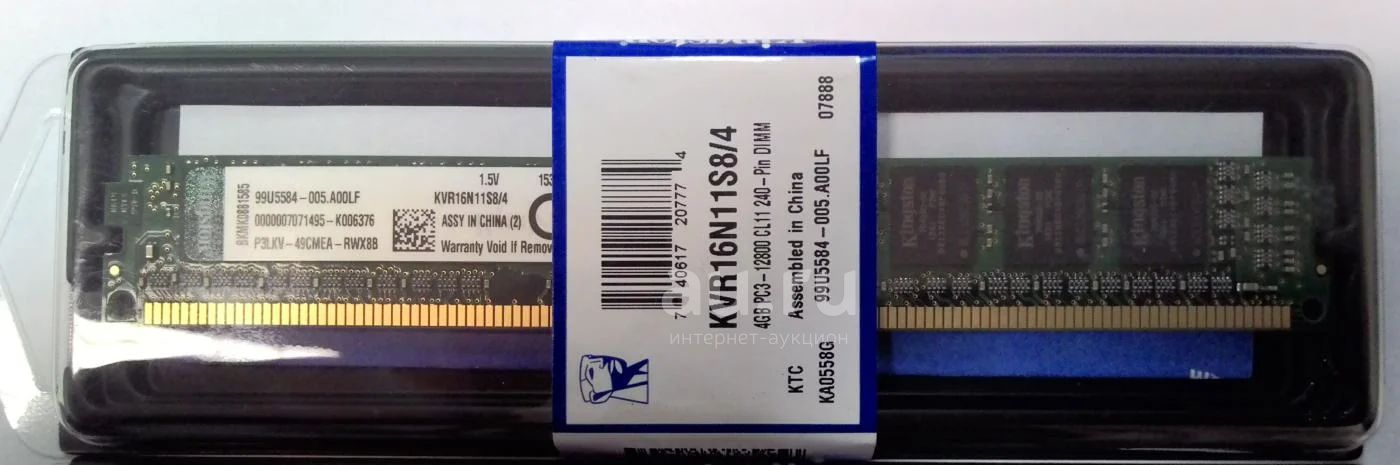 BKMK0881585
99U5584-005.A00LF
0000007071495-K006376
P3LKV-49CMEA-RWX8B
1.5V
153
KVR16N11S8/4
ASSY IN CHINA (2)
Warranty Void If Remov
7 40617 20777 4
KVR16N11S8/4
4GB PC3-12800 CL11 240-Pin DIMM
Assembled in China
KTC
99U5584-005.A00LF
KA0558G
07888
Kingston
Kingston
au.ru
интернет-аукцион